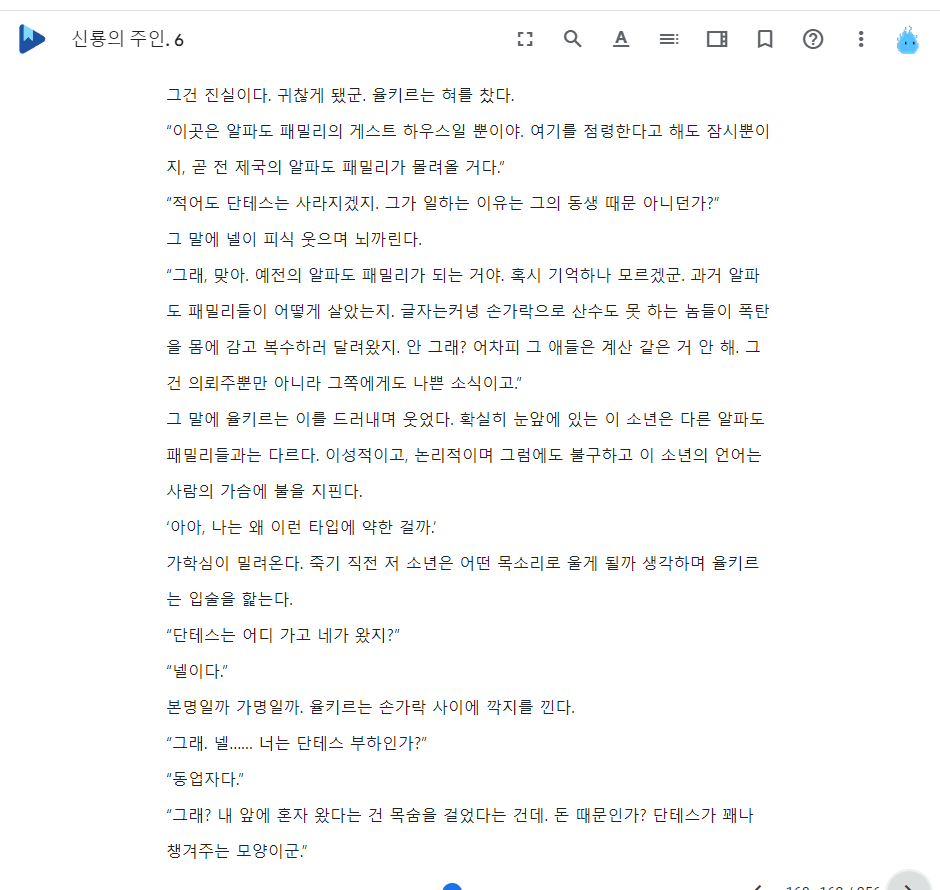 신룡의 주인. 6
그건 진실이다. 귀찮게 됐군. 율키르는 혀를 찼다.
“이곳은 알파도 패밀리의 게스트 하우스일 뿐이야. 여기를 점령한다고 해도 잠시뿐이
지, 곧 전 제국의 알파도 패밀리가 몰려올 거다.”
“적어도 단테스는 사라지겠지. 그가 일하는 이유는 그의 동생 때문 아니던가?”
그 말에 넬이 피식 웃으며 뇌까린다.
“그래, 맞아. 예전의 알파도 패밀리가 되는 거야. 혹시 기억하나 모르겠군. 과거 알파
도 패밀리들이 어떻게 살았는지. 글자는커녕 손가락으로 산수도 못 하는 놈들이 폭탄
을 몸에 감고 복수하러 달려왔지. 안 그래? 어차피 그 애들은 계산 같은 거 안 해. 그
건 의뢰주뿐만 아니라 그쪽에게도 나쁜 소식이고.”
그 말에 율키르는 이를 드러내며 웃었다. 확실히 눈앞에 있는 이 소년은 다른 알파도
패밀리들과는 다르다. 이성적이고, 논리적이며 그럼에도 불구하고 이 소년의 언어는
사람의 가슴에 불을 지핀다.
‘아아, 나는 왜 이런 타입에 약한 걸까.’
가학심이 밀려온다. 죽기 직전 저 소년은 어떤 목소리로 울게 될까 생각하며 율키르
는 입술을 핥는다.
“단테스는 어디 가고 네가 왔지?”
“넬이다.”
본명일까 가명일까. 율키르는 손가락 사이에 깍지를 낀다.
“그래. 넬…… 너는 단테스 부하인가?”
“동업자다.”
“그래? 내 앞에 혼자 왔다는 건 목숨을 걸었다는 건데. 돈 때문인가? 단테스가 꽤나
챙겨주는 모양이군.”